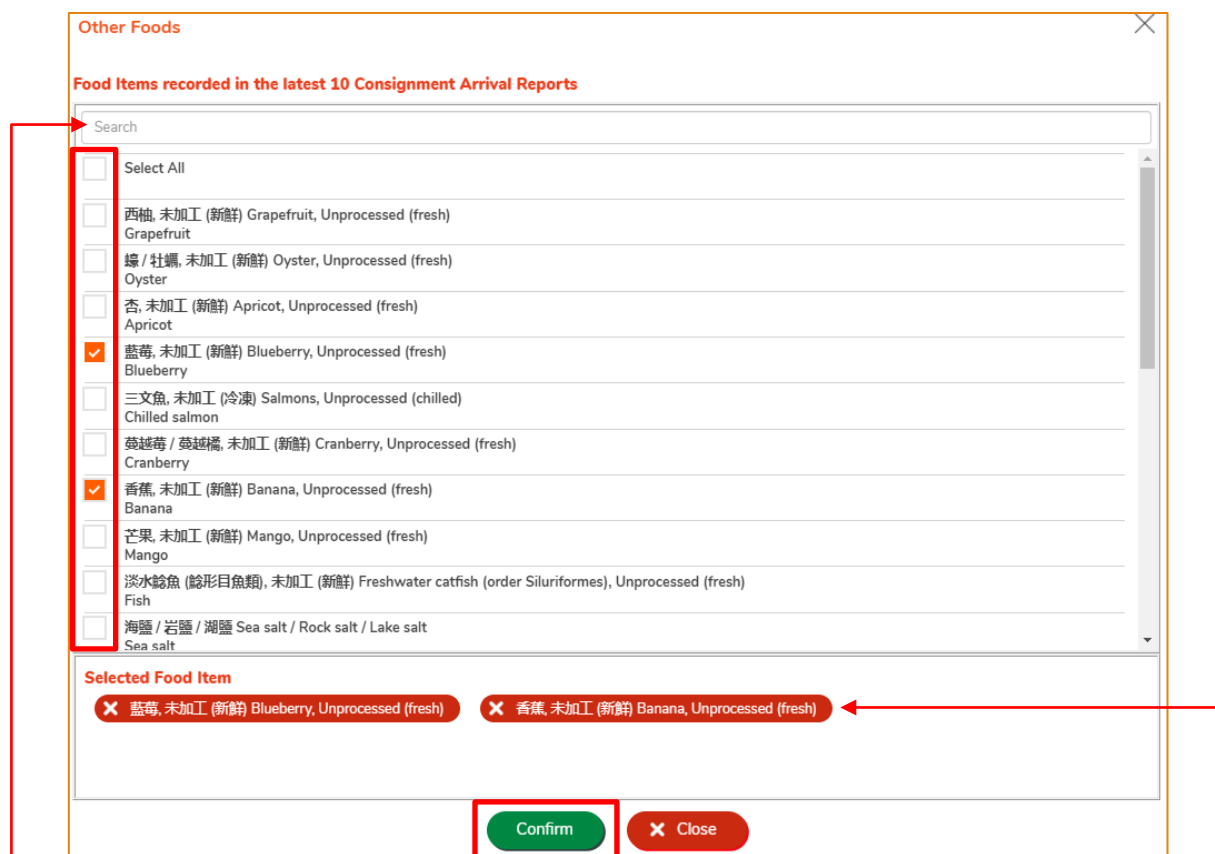 Other Foods
Food Items recorded in the latest 10 Consignment Arrival Reports
Search
Select All
西柚, 未加工 (新鮮) Grapefruit, Unprocessed (fresh)
Grapefruit
蠔 / 牡蠣, 未加工 (新鮮) Oyster, Unprocessed (fresh)
Oyster
杏, 未加工 (新鮮) Apricot, Unprocessed (fresh)
Apricot
藍莓, 未加工 (新鮮) Blueberry, Unprocessed (fresh)
Blueberry
三文魚, 未加工 (冷凍) Salmons, Unprocessed (chilled)
Chilled salmon
蔓越莓 / 蔓越橘, 未加工 (新鮮) Cranberry, Unprocessed (fresh)
Cranberry
香蕉, 未加工 (新鮮) Banana, Unprocessed (fresh)
Banana
芒果, 未加工 (新鮮) Mango, Unprocessed (fresh)
Mango
淡水鯰魚 (鯰形目魚類), 未加工 (新鮮) Freshwater catfish (order Siluriformes), Unprocessed (fresh)
Fish
海鹽 / 岩鹽 / 湖鹽 Sea salt / Rock salt / Lake salt
Sea salt
Selected Food Item
藍莓, 未加工 (新鮮) Blueberry, Unprocessed (fresh)
香蕉, 未加工 (新鮮) Banana, Unprocessed (fresh)
Confirm
Close